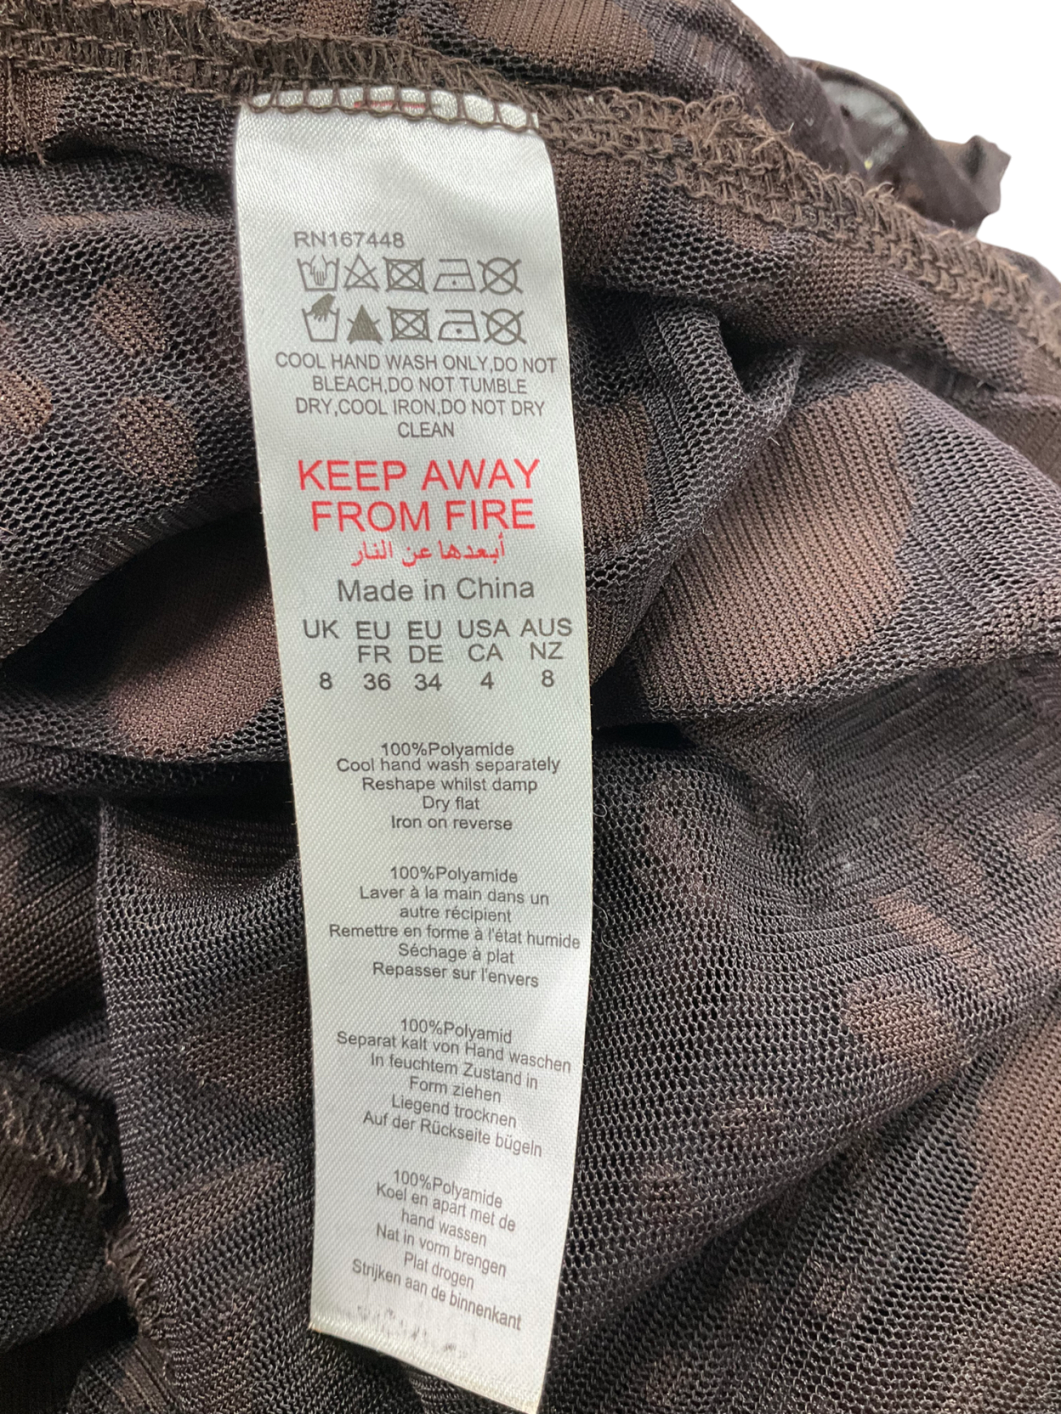 RN167448
COOL HAND WASH ONLY,DO NOT
BLEACH,DO NOT TUMBLE
DRY,COOL IRON,DO NOT DRY
CLEAN
KEEP AWAY
FROM FIRE
أبعدها عن النار
Made in China
UK EU EU USA AUS
FR DE CA NZ
8 36 34 4 8
100%Polyamide
Cool hand wash separately
Reshape whilst damp
Dry flat
Iron on reverse
100%Polyamide
Laver à la main dans un
autre récipient
Remettre en forme à l'état humide
Séchage à plat
Repasser sur l'envers
100%Polyamid
Separat kalt von Hand waschen
In feuchtem Zustand in
Form ziehen
Liegend trocknen
Auf der Rückseite bügeln
100%Polyamide
Koel en apart met de
hand wassen
Nat in vorm brengen
Plat drogen
Strijken aan de binnenkant